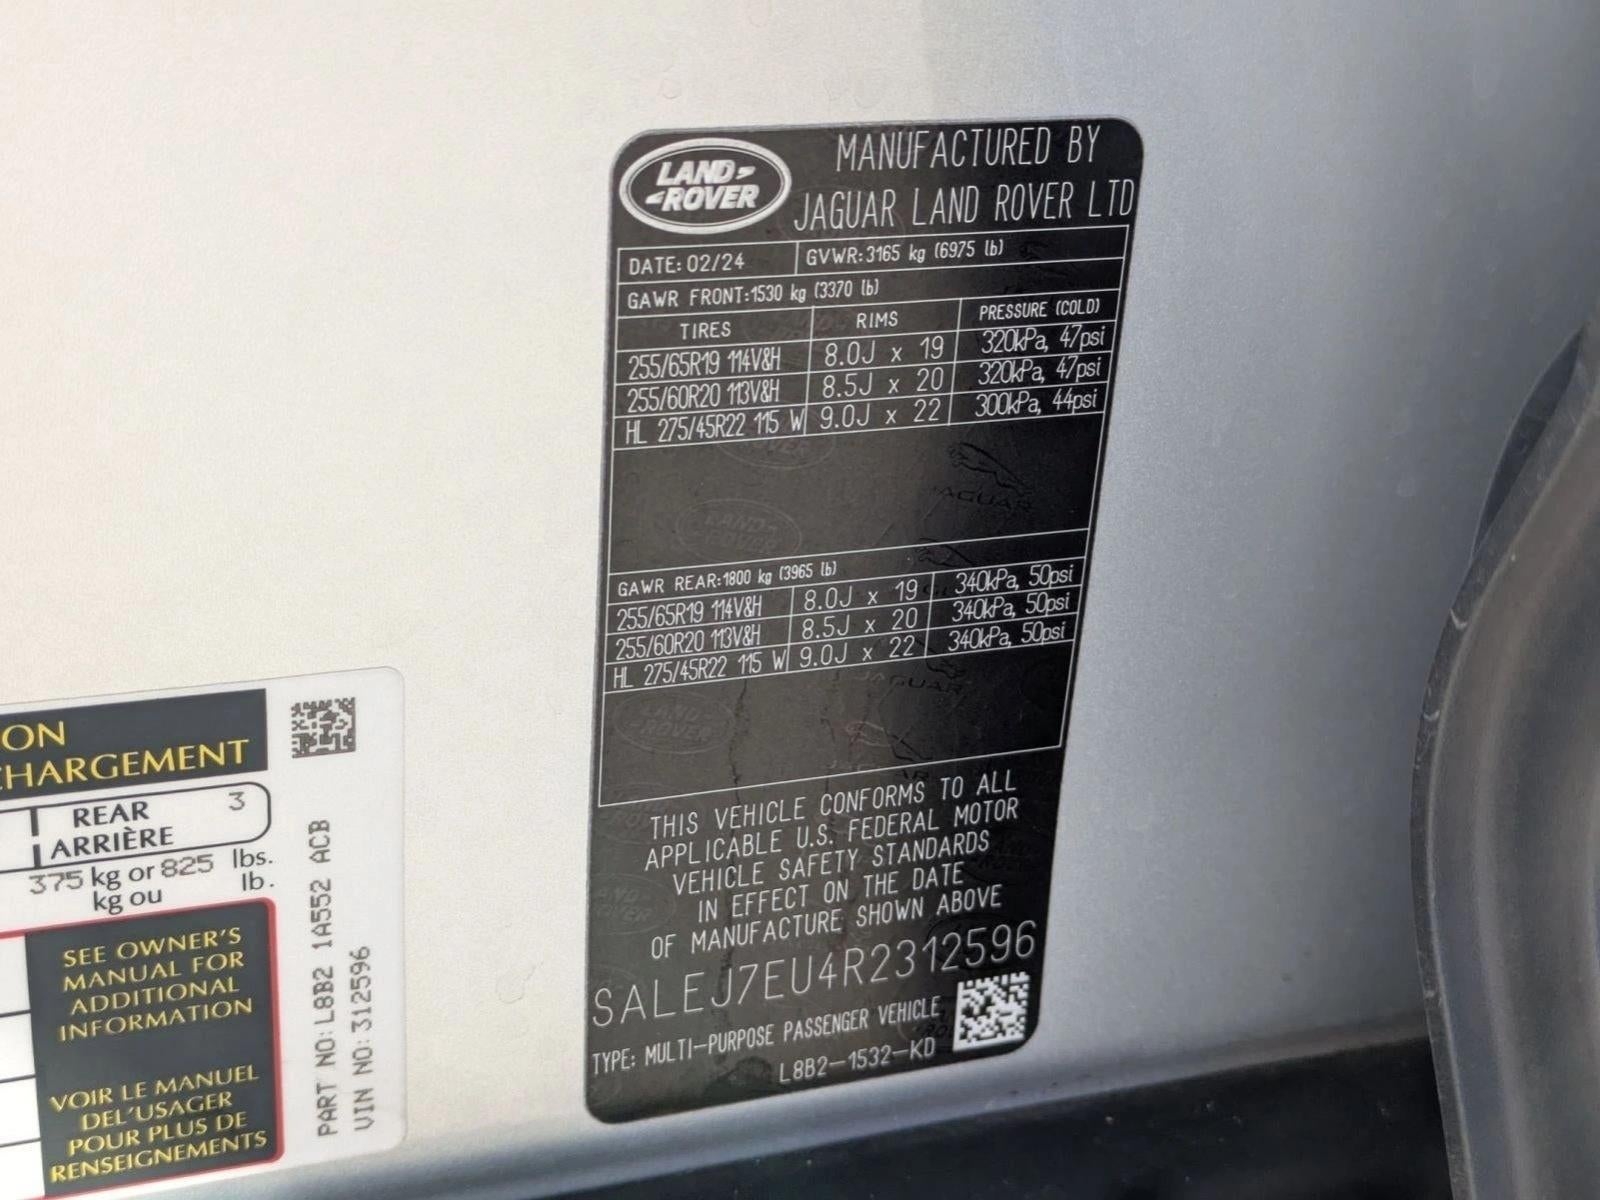 LAND
ROVER
MANUFACTURED BY
JAGUAR LAND ROVER LTD
DATE: 02/24 GVWR: 3165 kg (6975 lb)
GAWR FRONT: 1530 kg (3370 lb)
TIRES RIMS PRESSURE (COLD)
255/65R19 114V&H 8.0J x 19 320kPa, 47psi
255/60R20 113V&H 8.5J x 20 320kPa, 47psi
HL 275/45R22 115 W 9.0J x 22 300kPa, 44psi
GAWR REAR: 1800 kg (3965 lb)
255/65R19 114V&H 8.0J x 19 340kPa, 50psi
255/60R20 113V&H 8.5J x 20 340kPa, 50psi
HL 275/45R22 115 W 9.0J x 22 340kPa, 50psi
THIS VEHICLE CONFORMS TO ALL
APPLICABLE U.S. FEDERAL MOTOR
VEHICLE SAFETY STANDARDS
IN EFFECT ON THE DATE
OF MANUFACTURE SHOWN ABOVE
SALEJ7EU4R2312596
TYPE: MULTI-PURPOSE PASSENGER VEHICLE
L8B2-1532-KD
ON
CHARGEMENT
REAR 3
ARRIÈRE
375 kg or 825 lbs.
kg ou lb.
SEE OWNER'S
MANUAL FOR
ADDITIONAL
INFORMATION
VOIR LE MANUEL
DEL'USAGER
POUR PLUS DE
RENSEIGNEMENTS
PART NO: L8B2 1A552 ACB
VIN NO: 312596